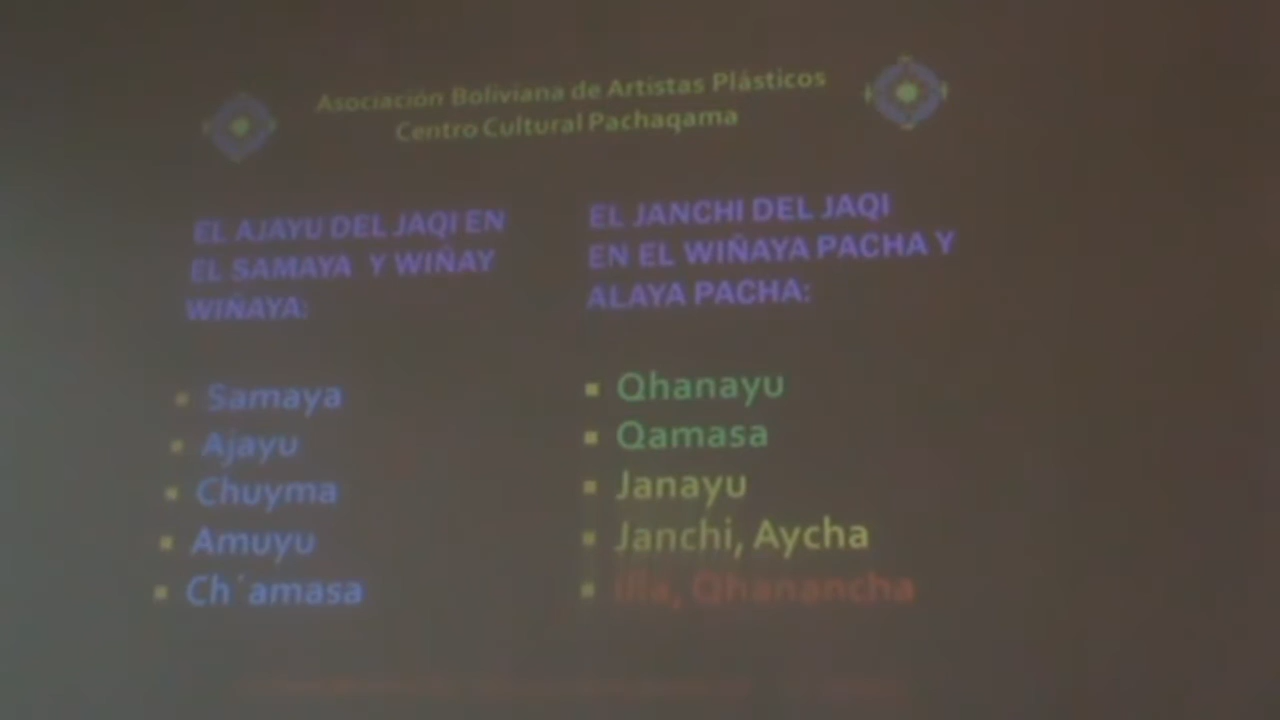 Asociación Boliviana de Artistas Plásticos
Centro Cultural Pachaqama
EL AJAYU DEL JAQI EN
EL SAMAYA Y WIÑAY
WIÑAYA:
Samaya
Ajayu
Chuyma
Amuyu
Ch´amasa
EL JANCHI DEL JAQI
EN EL WIÑAYA PACHA Y
ALAYA PACHA:
Qhanayu
Qamasa
Janayu
Janchi, Aycha
Illa, Qhanancha